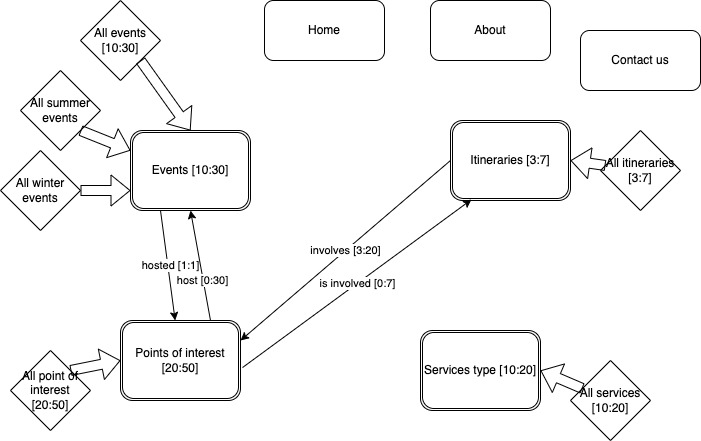 All events
[10:30]
Home
About
Contact us
All summer
events
Events [10:30]
Itineraries [3:7]
All itineraries
[3:7]
All winter
events
involves [3:20]
hosted [1:1]
host [0:30]
is involved [0:7]
Points of interest
[20:50]
Services type [10:20]
All point of
interest
[20:50]
All services
[10:20]